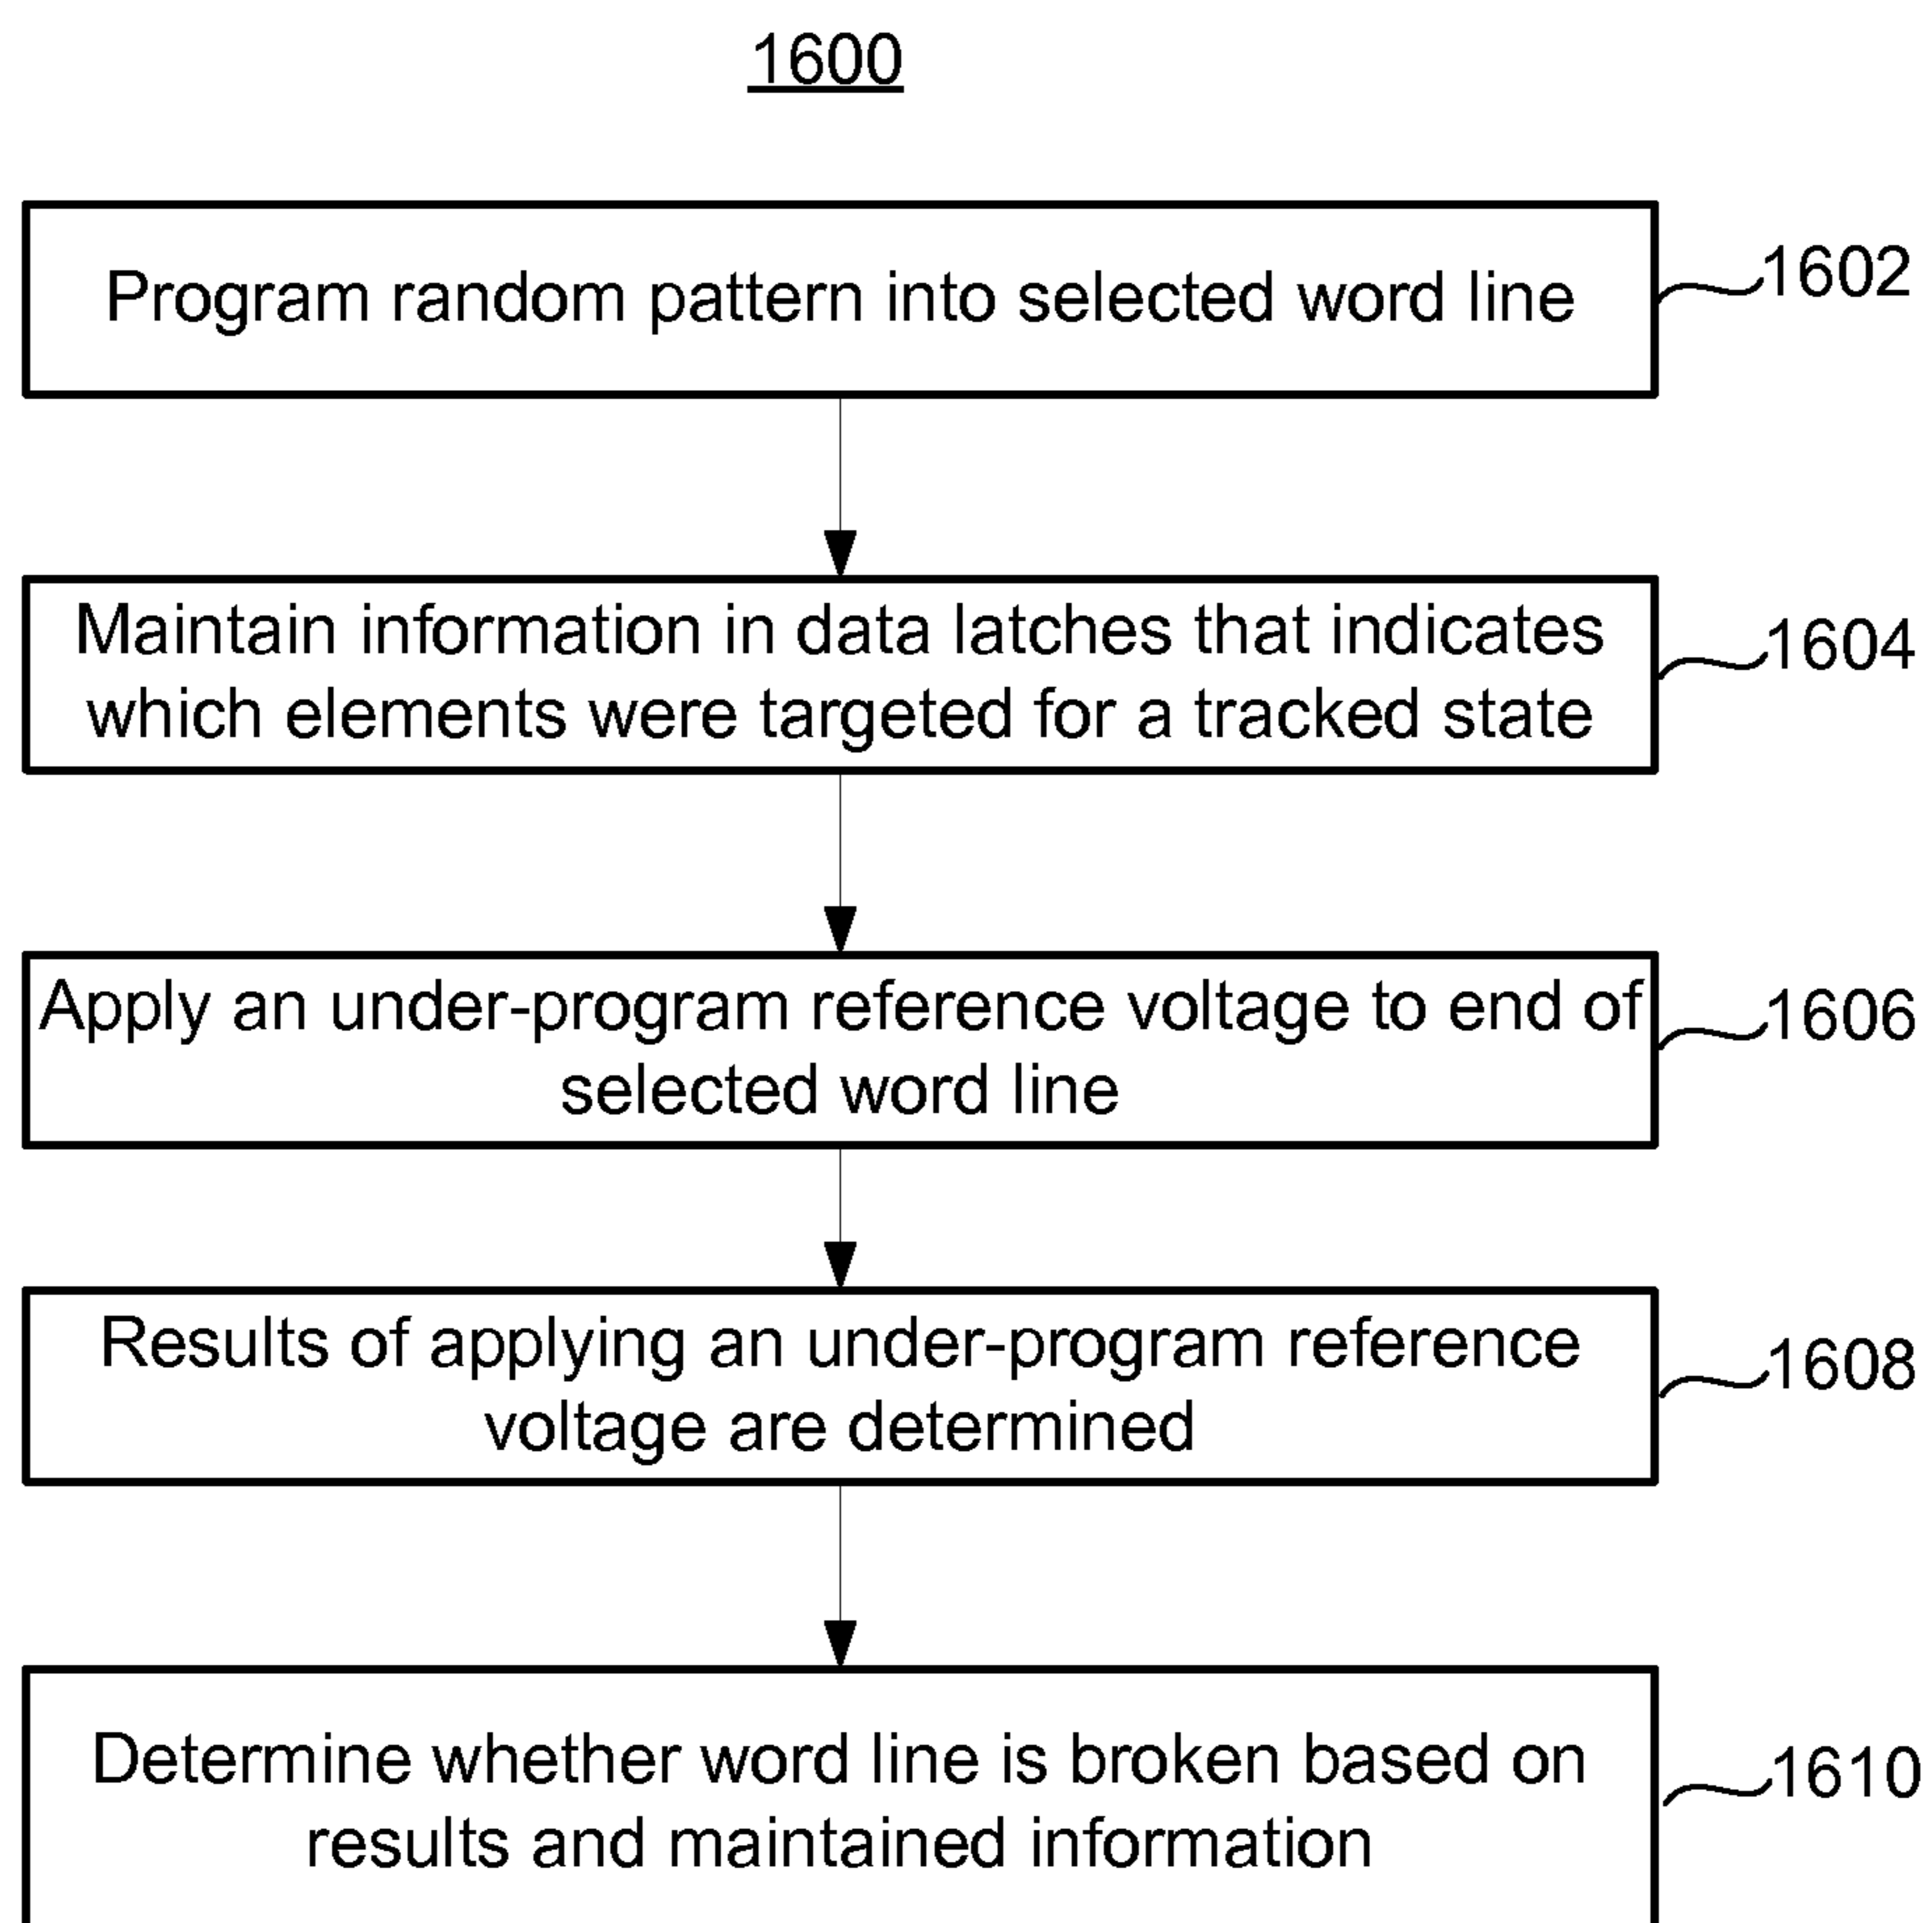 1600
Program random pattern into selected word line
1602
Maintain information in data latches that indicates
which elements were targeted for a tracked state
1604
Apply an under-program reference voltage to end of
selected word line
1606
Results of applying an under-program reference
voltage are determined
1608
Determine whether word line is broken based on
results and maintained information
1610